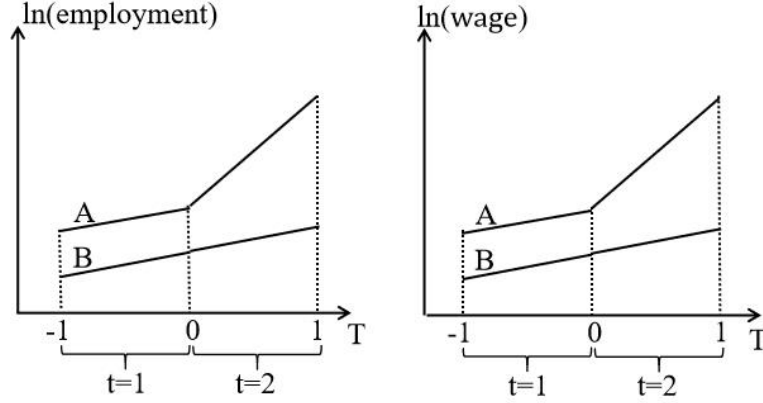 ln(employment)
A
B
-1 0 1 T
t=1 t=2
ln(wage)
A
B
-1 0 1 T
t=1 t=2